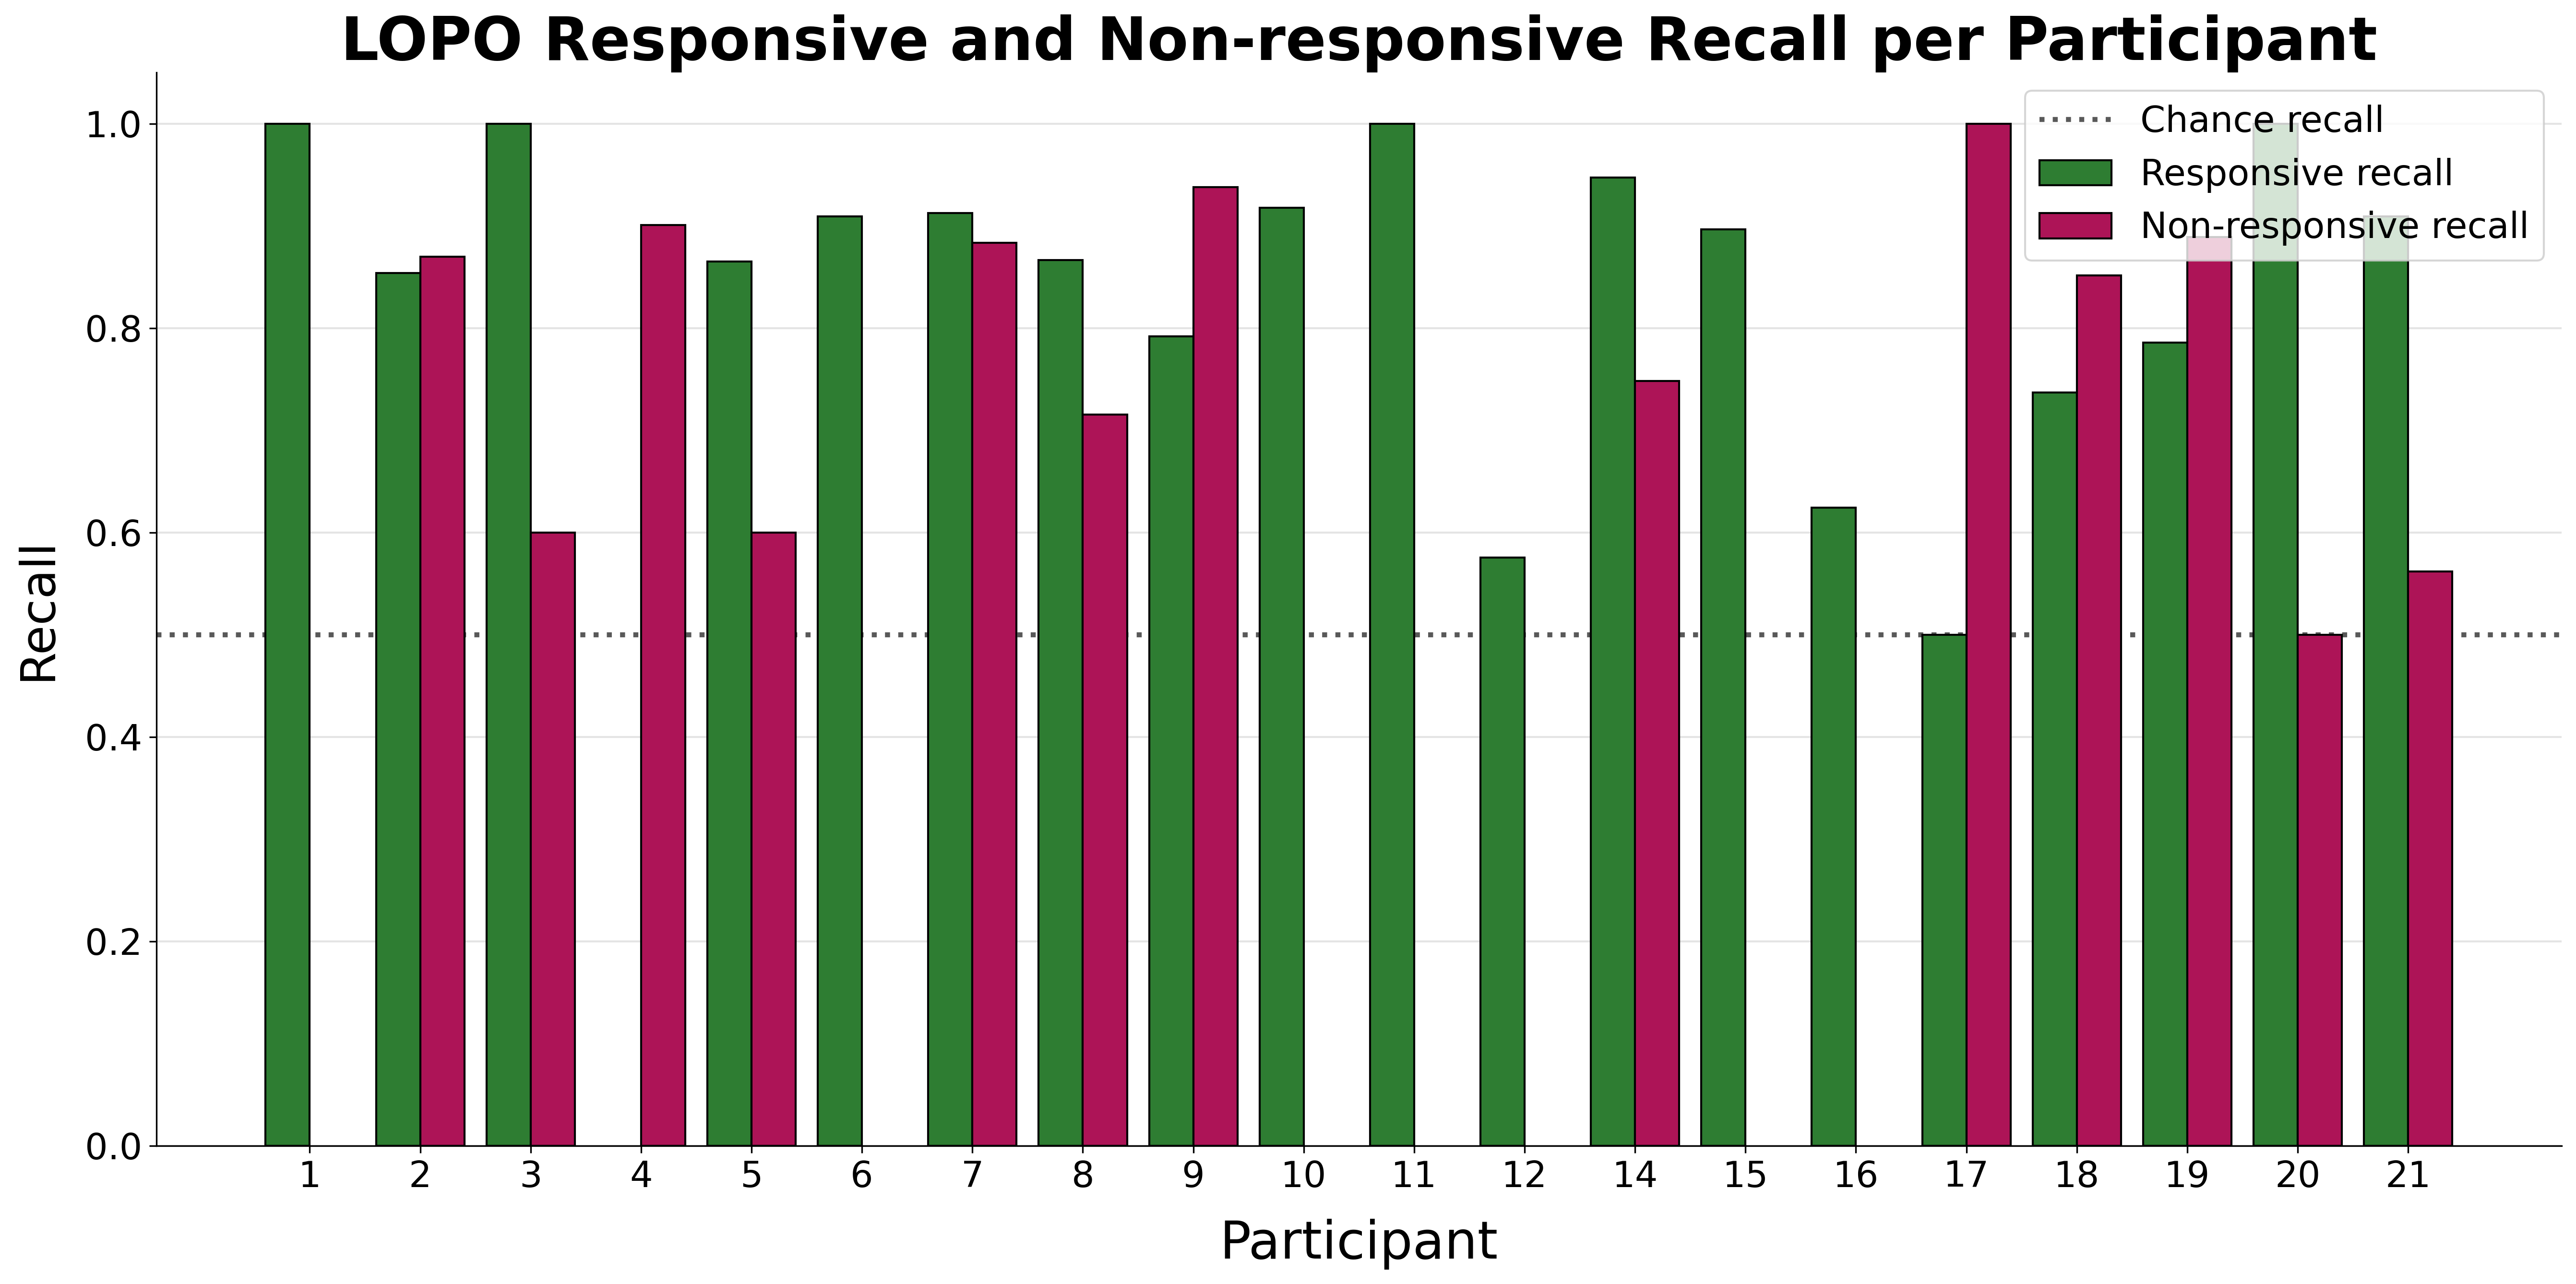 LOPO Responsive and Non-responsive Recall per Participant
Chance recall
Responsive recall
Non-responsive recall
1.0
0.8
0.6
0.4
0.2
0.0
Recall
1 2 3 4 5 6 7 8 9 10 11 12 14 15 16 17 18 19 20 21
Participant